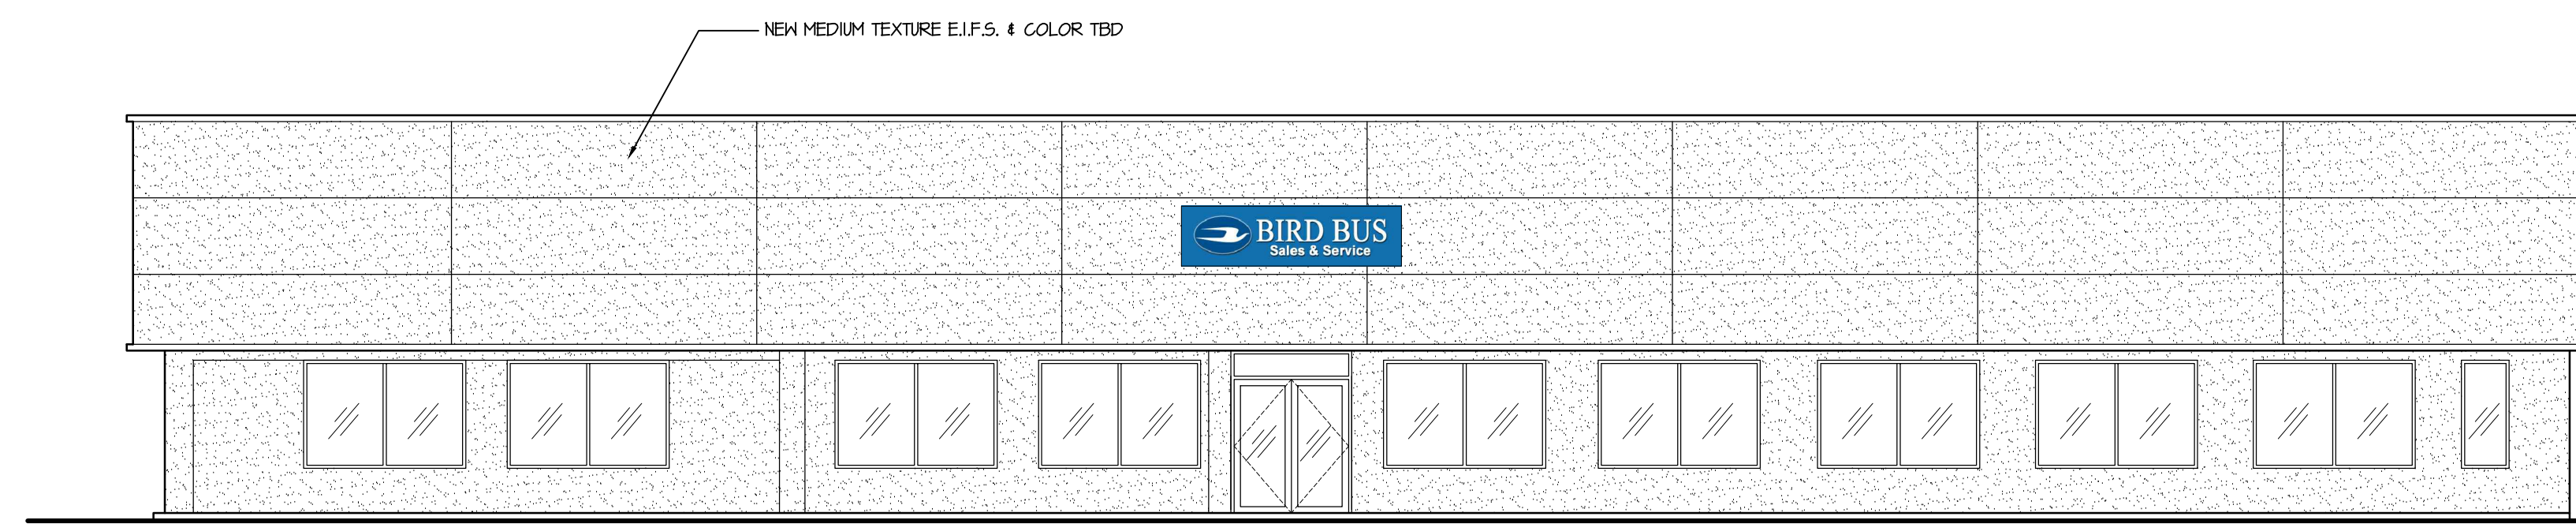 NEW MEDIUM TEXTURE E.I.F.S. & COLOR TBD
BIRD BUS
Sales & Service